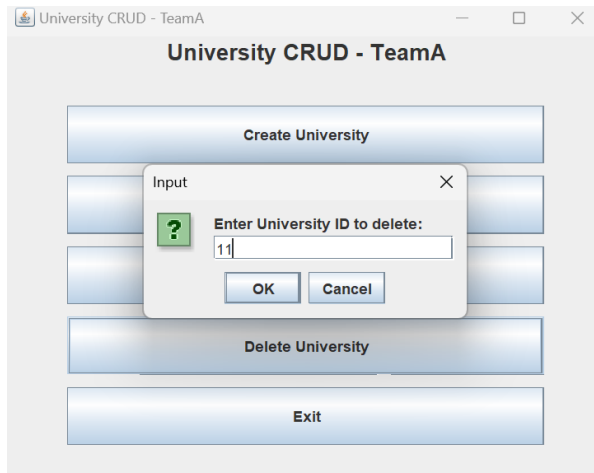 University CRUD - TeamA
University CRUD - TeamA
Create University
Input
Enter University ID to delete:
11
OK Cancel
Delete University
Exit